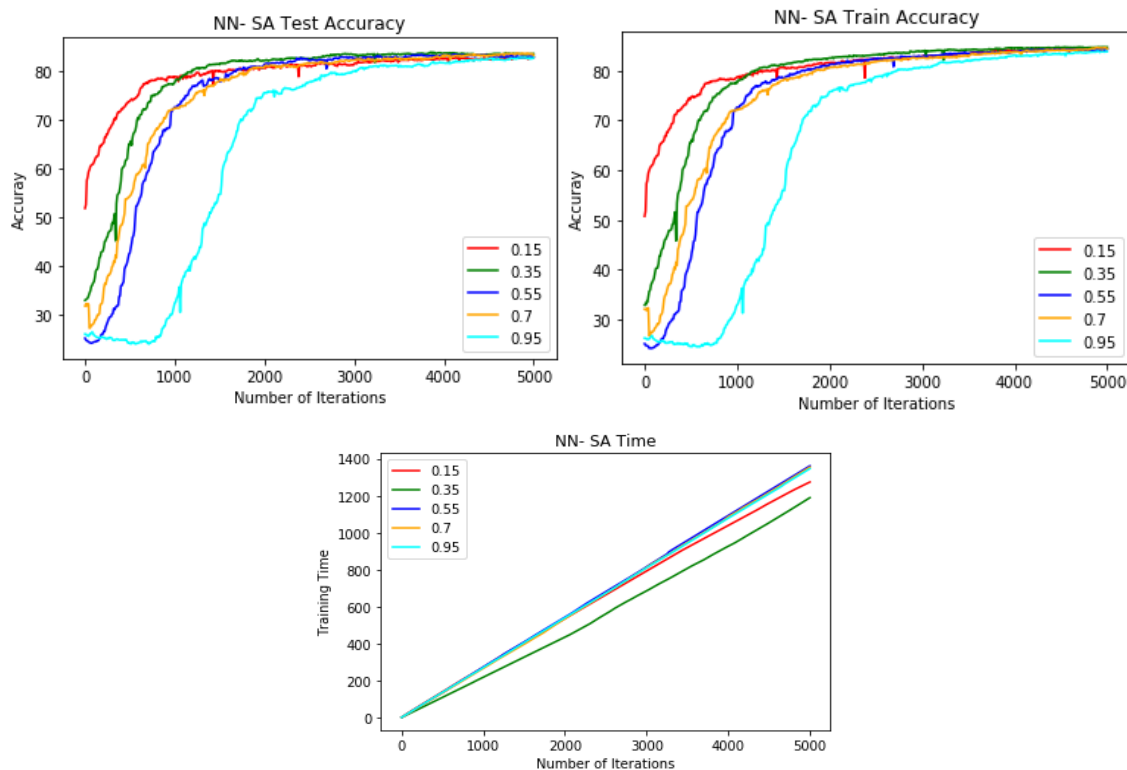 NN- SA Test Accuracy
Accuray
80
70
60
50
40
30
0.15
0.35
0.55
0.7
0.95
0 1000 2000 3000 4000 5000
Number of Iterations
NN- SA Train Accuracy
Accuray
80
70
60
50
40
30
0.15
0.35
0.55
0.7
0.95
0 1000 2000 3000 4000 5000
Number of Iterations
NN- SA Time
Training Time
1400
1200
1000
800
600
400
200
0
0.15
0.35
0.55
0.7
0.95
0 1000 2000 3000 4000 5000
Number of Iterations